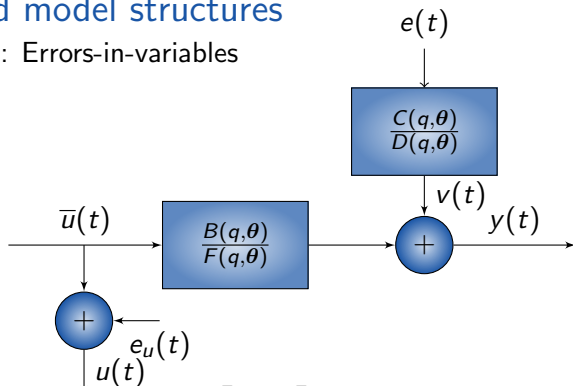 d model structures
: Errors-in-variables
e(t)
C(q,θ)
D(q,θ)
v(t)
y(t)
u̅(t)
B(q,θ)
F(q,θ)
+
+
e_u(t)
u(t)